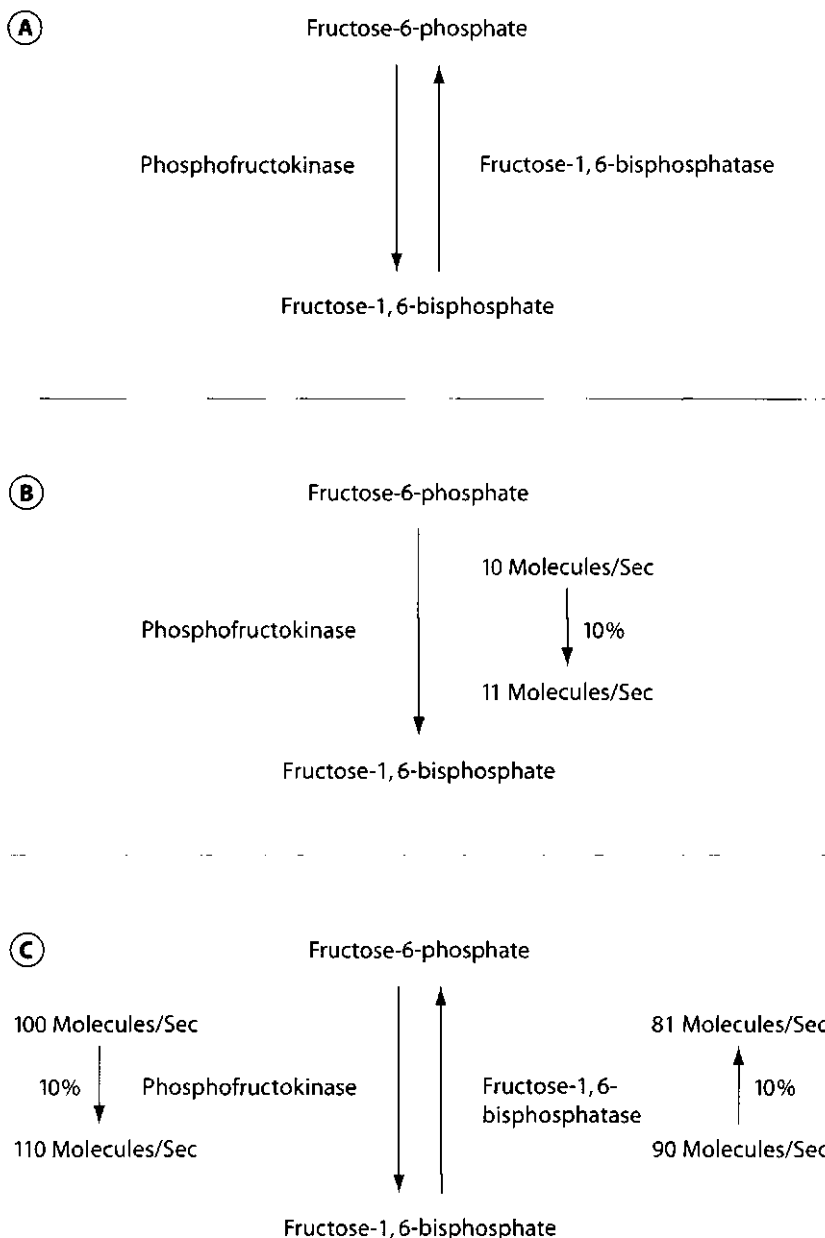 A
Fructose-6-phosphate
Phosphofructokinase
Fructose-1,6-bisphosphatase
Fructose-1,6-bisphosphate
B
Fructose-6-phosphate
10 Molecules/Sec
Phosphofructokinase
10%
11 Molecules/Sec
Fructose-1,6-bisphosphate
C
Fructose-6-phosphate
100 Molecules/Sec
81 Molecules/Sec
10%
Phosphofructokinase
Fructose-1,6-
bisphosphatase
10%
110 Molecules/Sec
90 Molecules/Sec
Fructose-1,6-bisphosphate